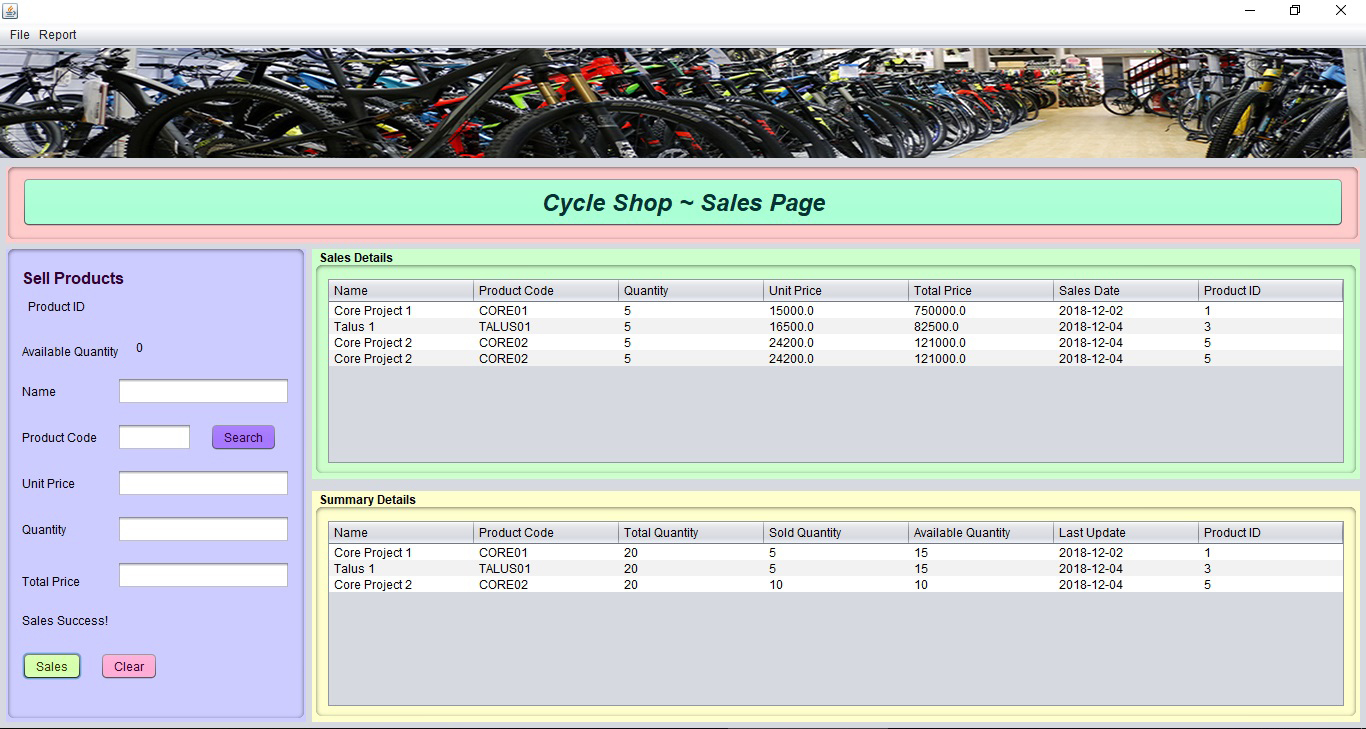 File Report
Cycle Shop ~ Sales Page
Sell Products
Product ID
Available Quantity 0
Name
Product Code Search
Unit Price
Quantity
Total Price
Sales Success!
Sales Clear
Sales Details
Name Product Code Quantity Unit Price Total Price Sales Date Product ID
Core Project 1 CORE01 5 15000.0 750000.0 2018-12-02 1
Talus 1 TALUS01 5 16500.0 82500.0 2018-12-04 3
Core Project 2 CORE02 5 24200.0 121000.0 2018-12-04 5
Core Project 2 CORE02 5 24200.0 121000.0 2018-12-04 5
Summary Details
Name Product Code Total Quantity Sold Quantity Available Quantity Last Update Product ID
Core Project 1 CORE01 20 5 15 2018-12-02 1
Talus 1 TALUS01 20 5 15 2018-12-04 3
Core Project 2 CORE02 20 10 10 2018-12-04 5